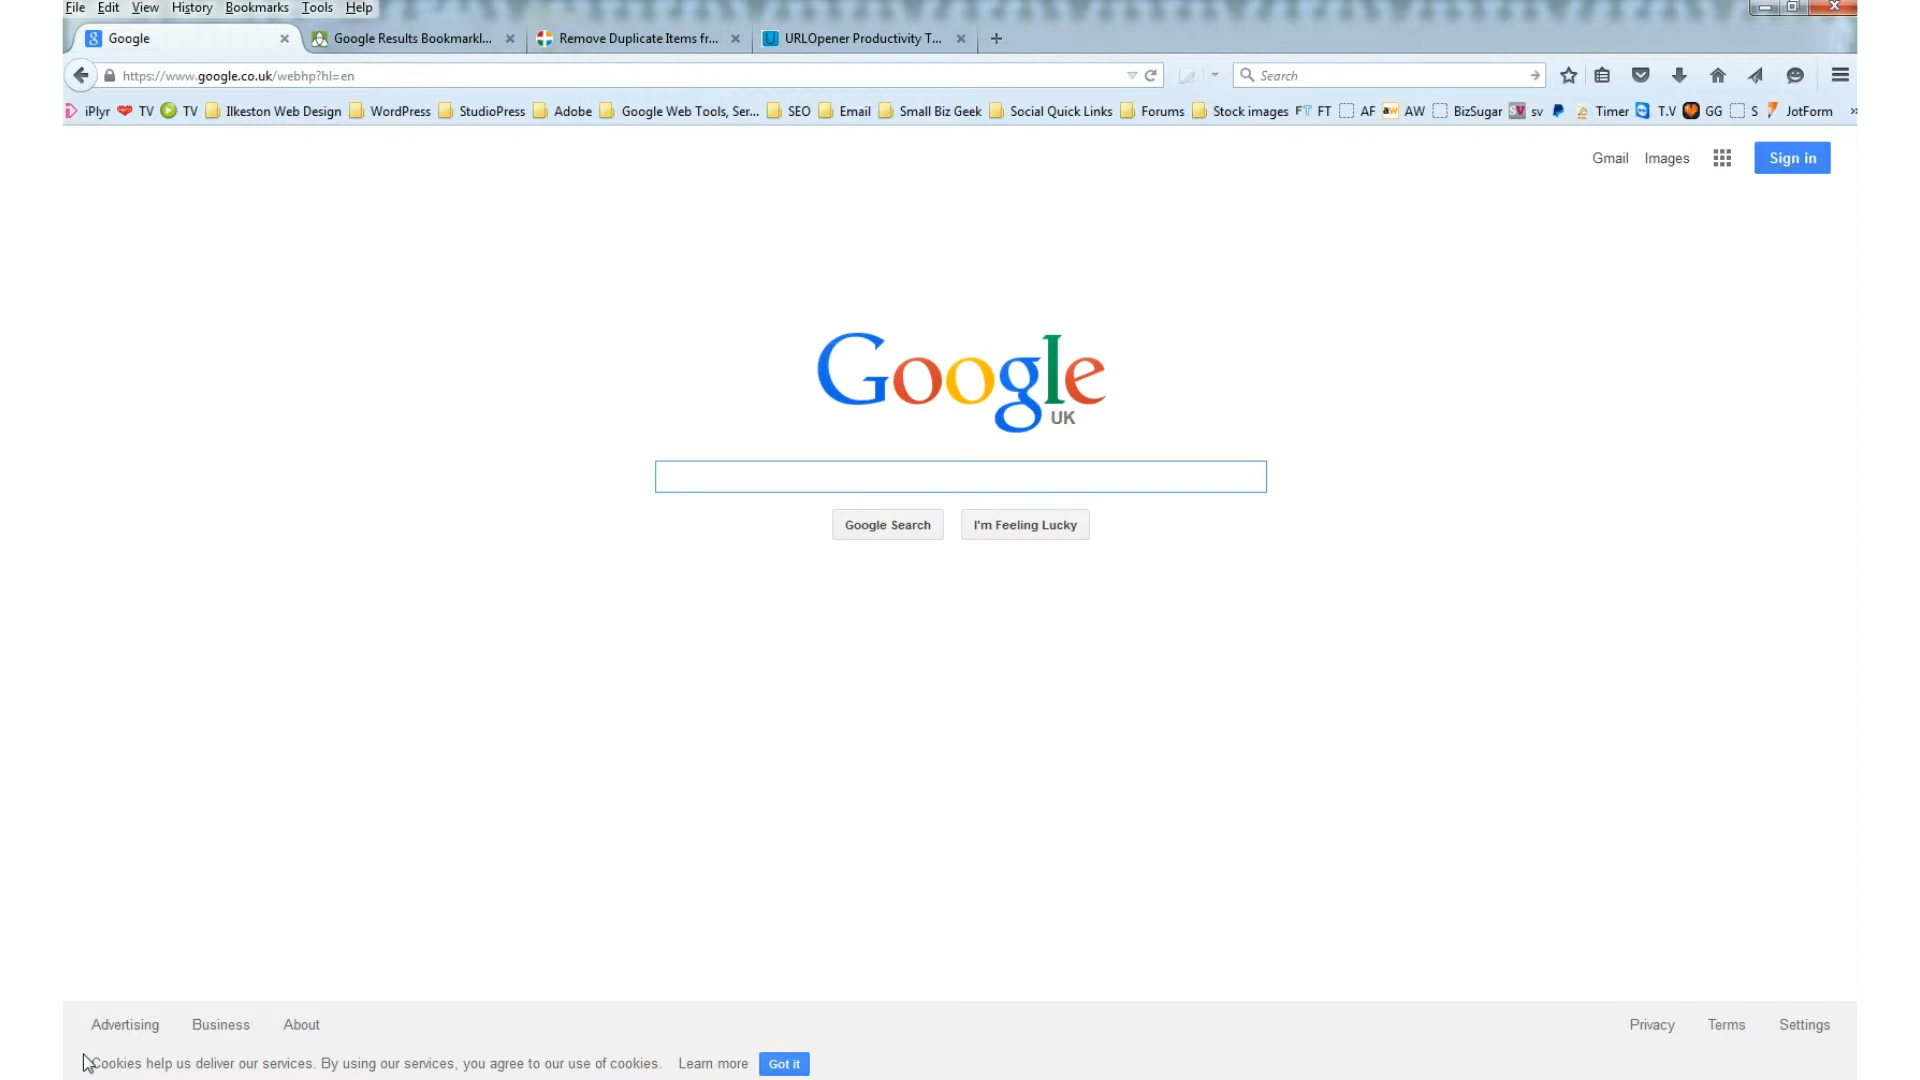 File Edit View History Bookmarks Tools Help
Google Google Results Bookmarkl... Remove Duplicate Items fr... URLOpener Productivity T...
https://www.google.co.uk/webhp?hl=en Search
iPlyr TV TV Ilkeston Web Design WordPress StudioPress Adobe Google Web Tools, Ser... SEO Email Small Biz Geek Social Quick Links Forums Stock images FT FT AF aw AW BizSugar SV sv Timer T.V GG S JotForm »
Gmail Images Sign in
Google
UK
Google Search I'm Feeling Lucky
Advertising Business About Privacy Terms Settings
Cookies help us deliver our services. By using our services, you agree to our use of cookies. Learn more Got it